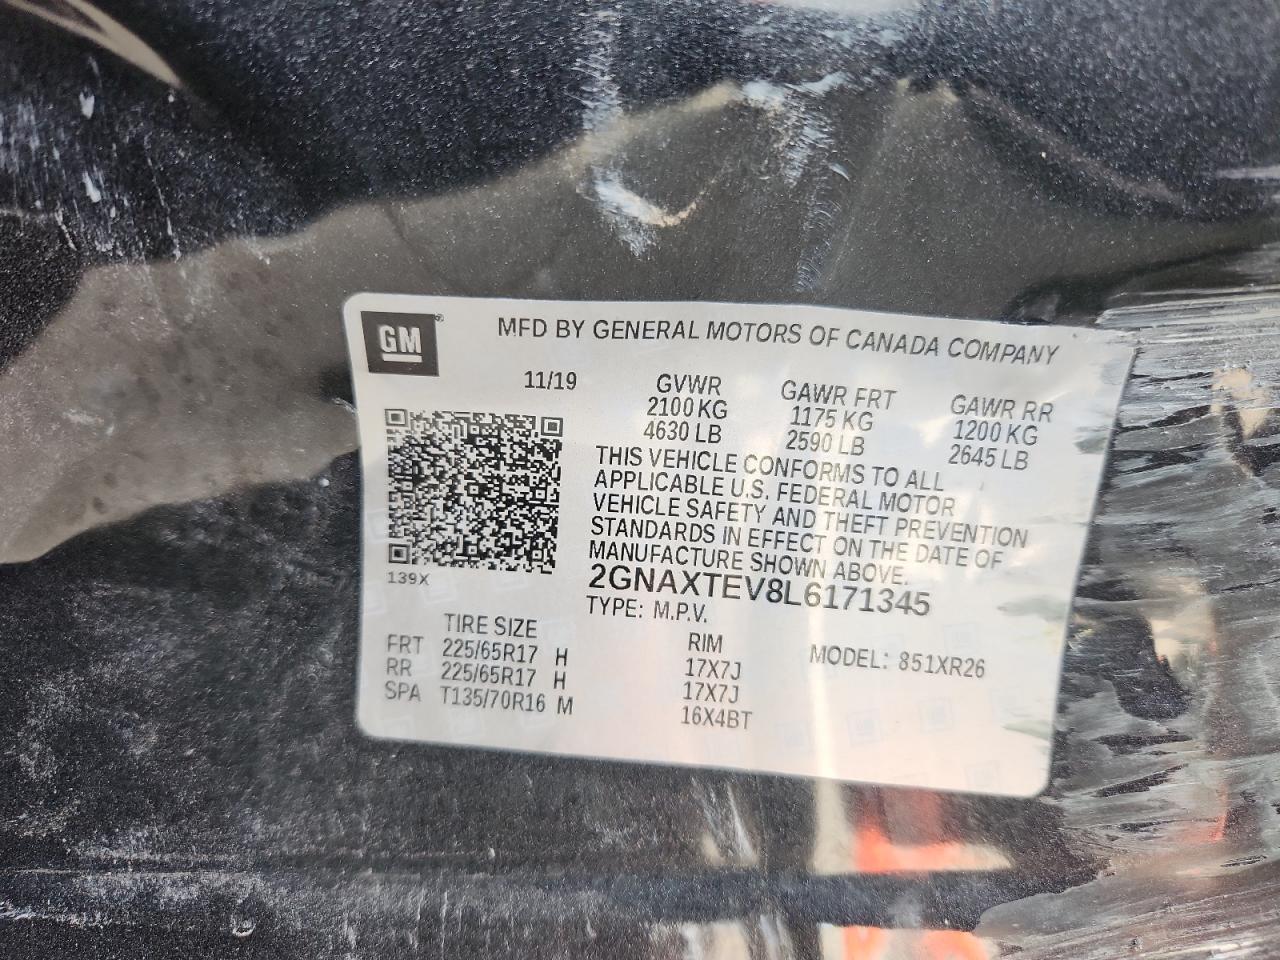 GM
MFD BY GENERAL MOTORS OF CANADA COMPANY
11/19 GVWR GAWR FRT GAWR RR
2100 KG 1175 KG 1200 KG
4630 LB 2590 LB 2645 LB
THIS VEHICLE CONFORMS TO ALL
APPLICABLE U.S. FEDERAL MOTOR
VEHICLE SAFETY AND THEFT PREVENTION
STANDARDS IN EFFECT ON THE DATE OF
MANUFACTURE SHOWN ABOVE.
139X
2GNAXTEV8L6171345
TYPE: M.P.V.
TIRE SIZE RIM MODEL: 851XR26
FRT 225/65R17 H 17X7J
RR 225/65R17 H 17X7J
SPA T135/70R16 M 16X4BT